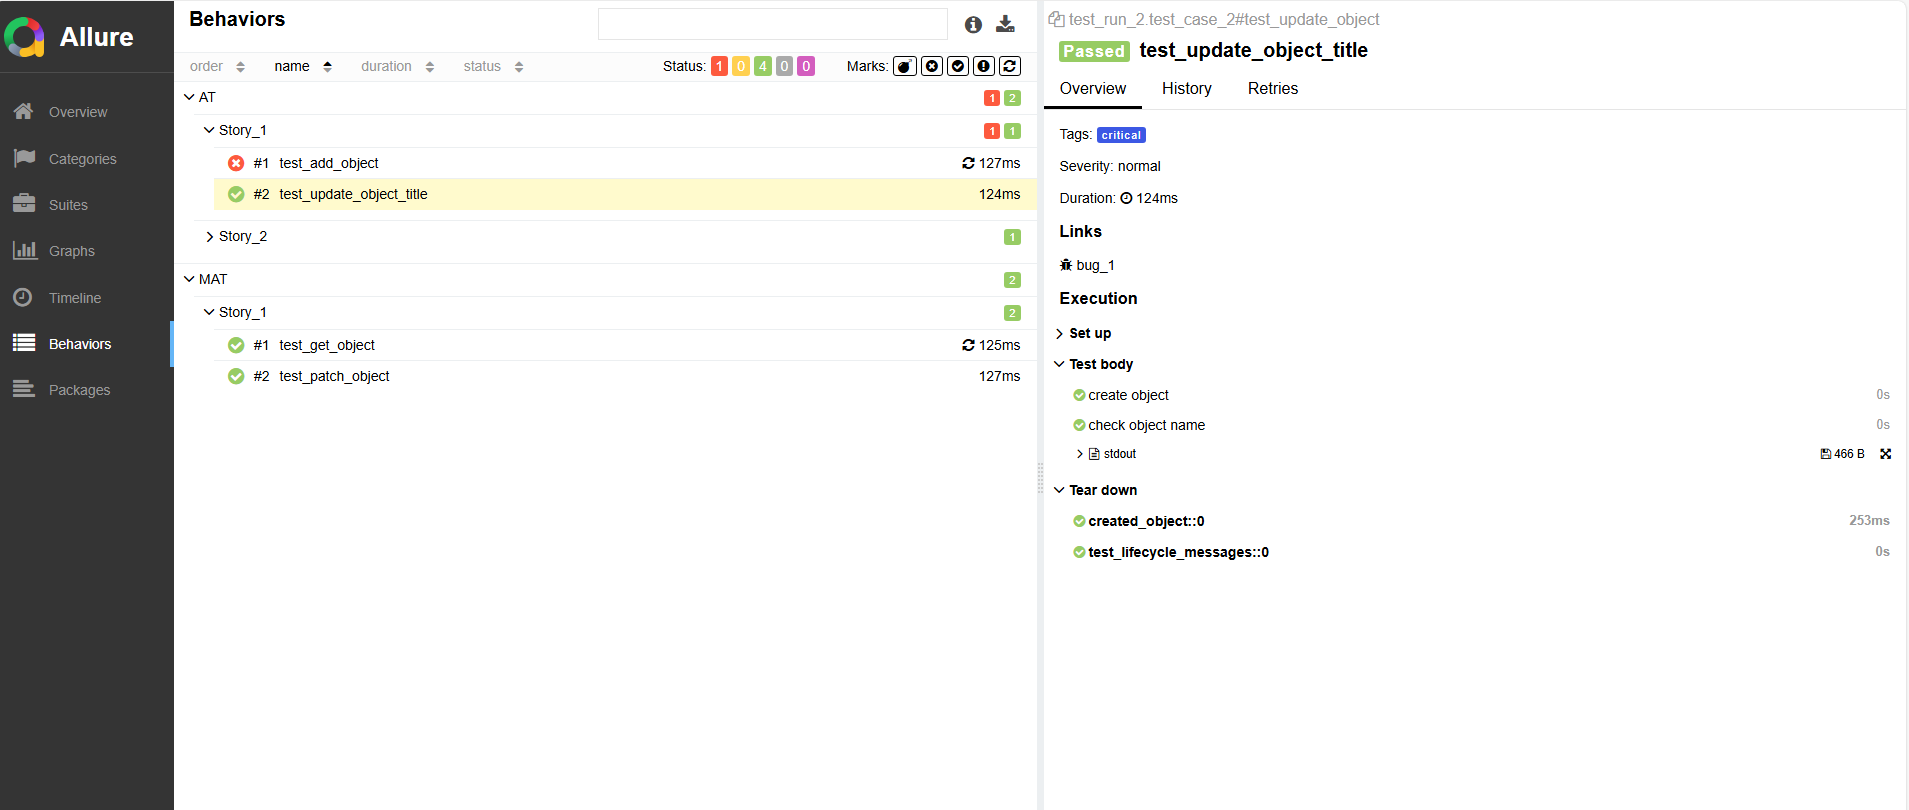 Allure
Overview
Categories
Suites
Graphs
Timeline
Behaviors
Packages
Behaviors
order name duration status Status: 1 0 4 0 0 Marks:
AT 1 2
Story_1 1 1
#1 test_add_object 127ms
#2 test_update_object_title 124ms
Story_2 1
MAT 2
Story_1 2
#1 test_get_object 125ms
#2 test_patch_object 127ms
test_run_2.test_case_2#test_update_object
Passed test_update_object_title
Overview History Retries
Tags: critical
Severity: normal
Duration: 124ms
Links
bug_1
Execution
Set up
Test body
create object 0s
check object name 0s
stdout 466 B
Tear down
created_object::0 253ms
test_lifecycle_messages::0 0s